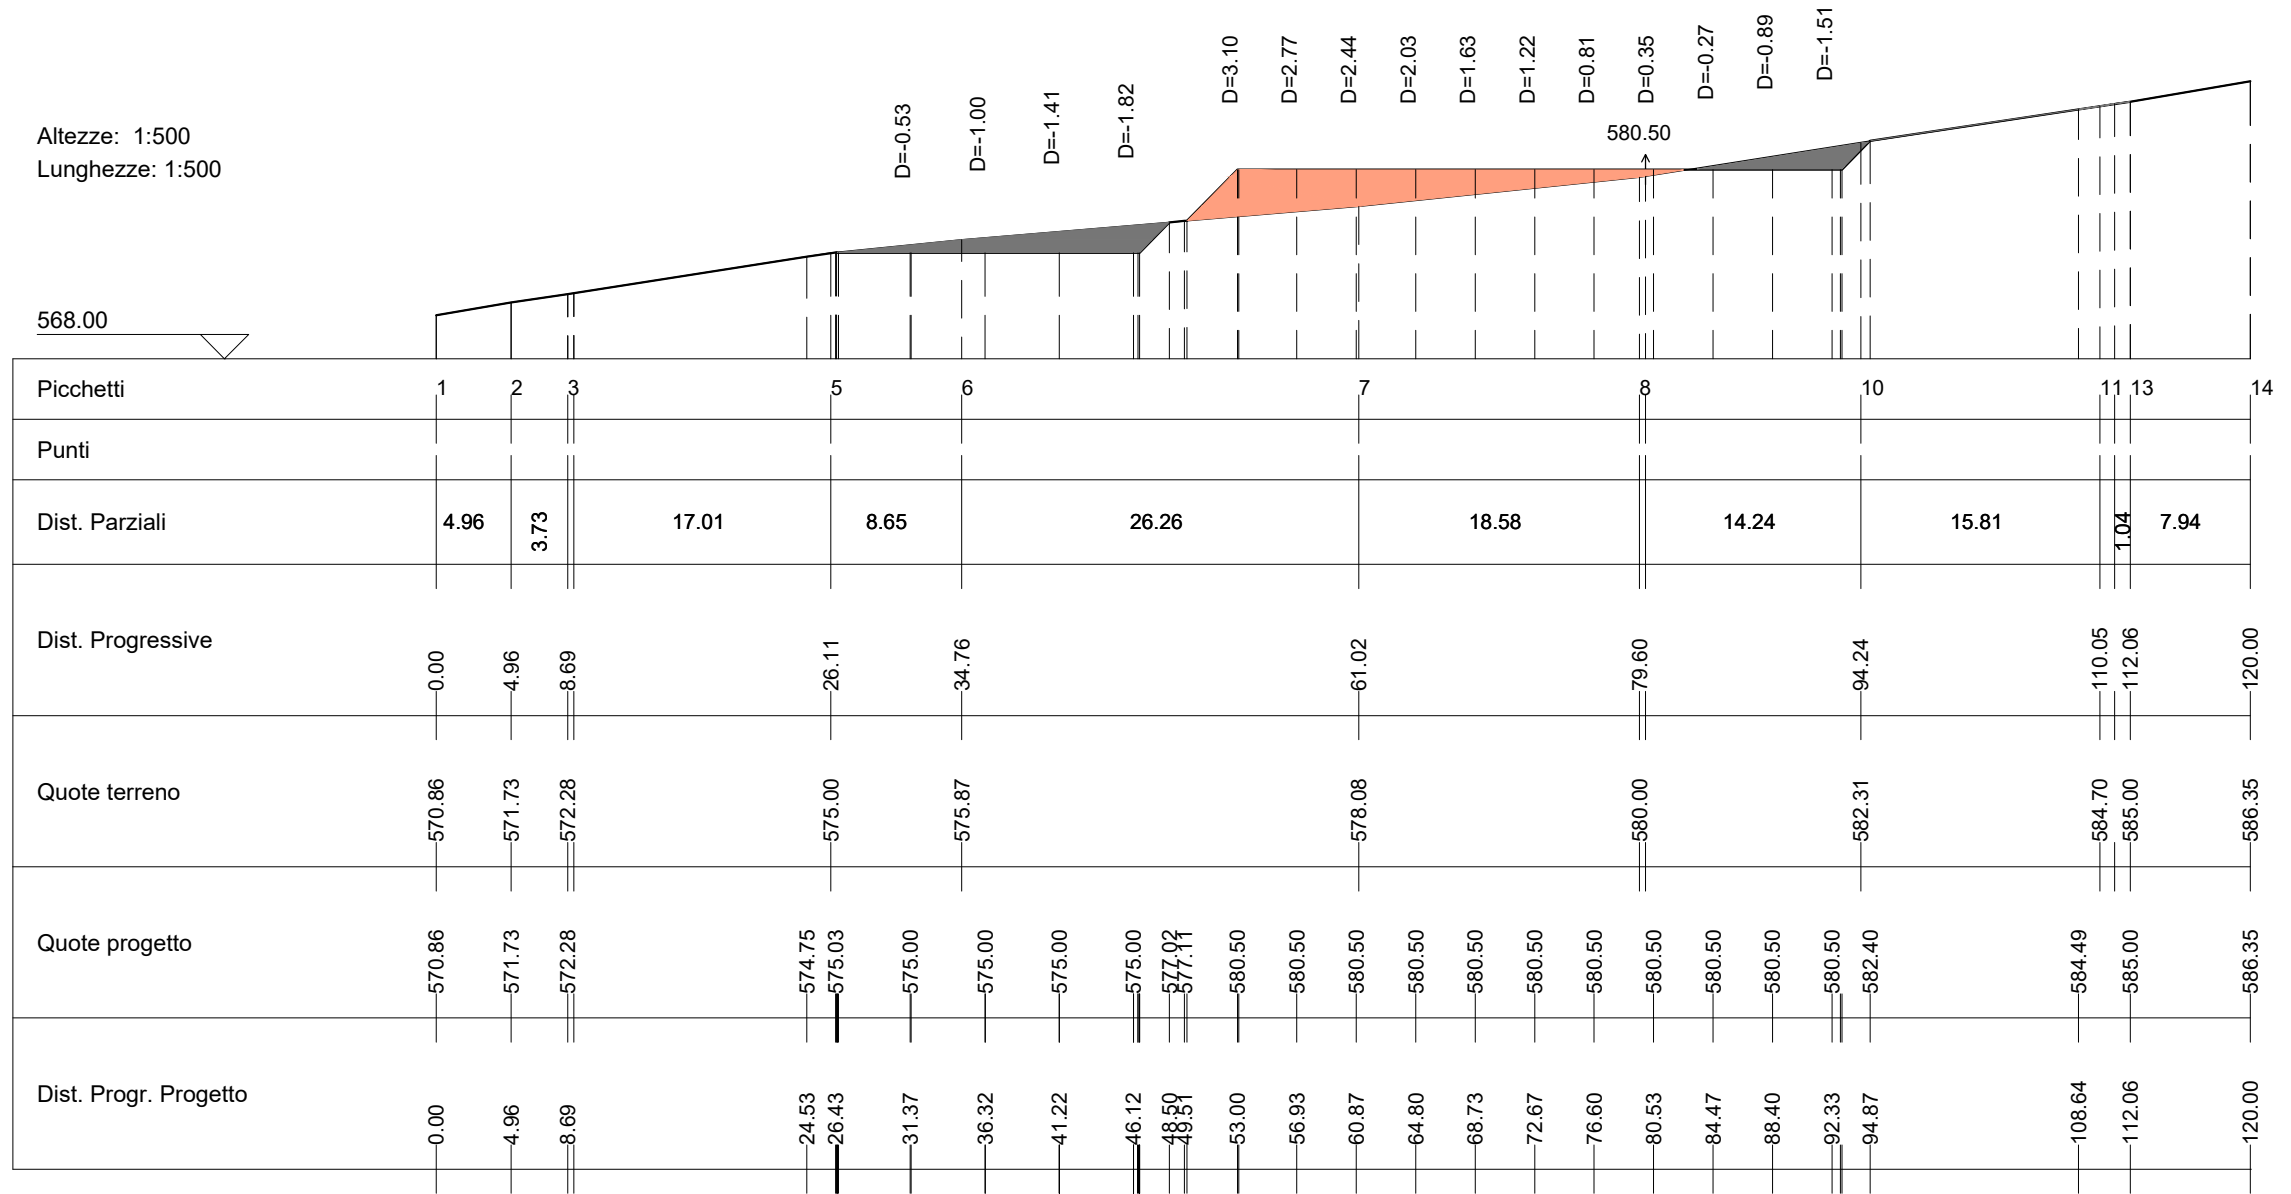 D=-0.53 D=-1.00 D=-1.41 D=-1.82 D=3.10 D=2.77 D=2.44 D=2.03 D=1.63 D=1.22 D=0.81 D=0.35 D=-0.27 D=-0.89 D=-1.51
580.50
Altezze: 1:500
Lunghezze: 1:500
568.00
Picchetti 1 2 3 5 6 7 8 10 11 13 14
Punti
Dist. Parziali 4.96 3.73 17.01 8.65 26.26 18.58 14.24 15.81 1.04 7.94
Dist. Progressive 0.00 4.96 8.69 26.11 34.76 61.02 79.60 94.24 110.05 112.06 120.00
Quote terreno 570.86 571.73 572.28 575.00 575.87 578.08 580.00 582.31 584.70 585.00 586.35
Quote progetto 570.86 571.73 572.28 574.75 575.03 575.00 575.00 575.00 575.00 577.02 577.11 580.50 580.50 580.50 580.50 580.50 580.50 580.50 580.50 580.50 580.50 580.50 582.40 584.49 585.00 586.35
Dist. Progr. Progetto 0.00 4.96 8.69 24.53 26.43 31.37 36.32 41.22 46.12 48.50 49.51 53.00 56.93 60.87 64.80 68.73 72.67 76.60 80.53 84.47 88.40 92.33 94.87 108.64 112.06 120.00